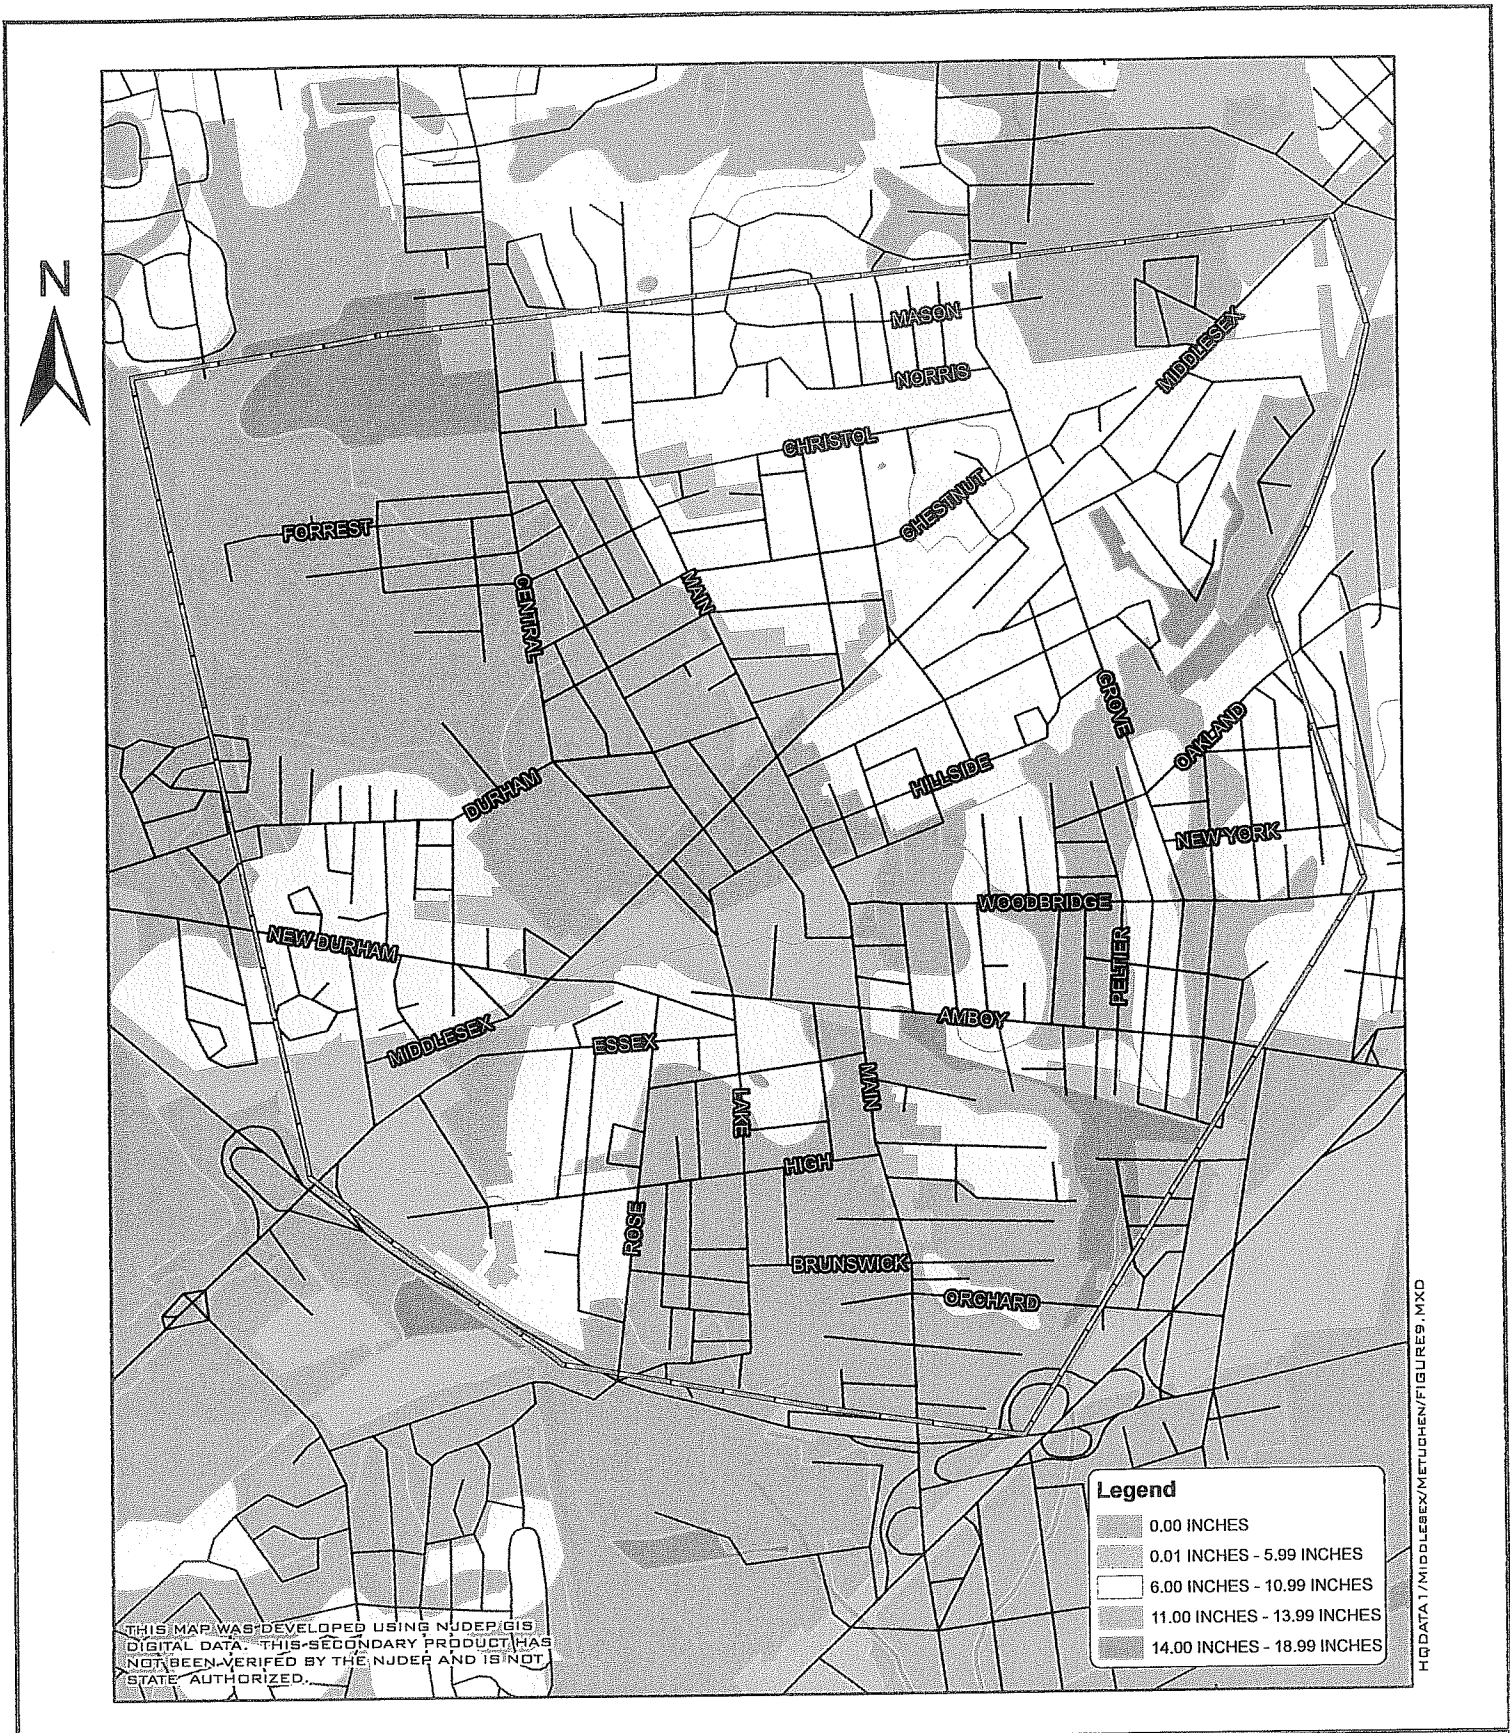 N
MASON
MIDDLESEX
NORRIS
CHRISTOL
CHESTNUT
FORREST
CENTRAL
MAIN
GROVE
OAKLAND
HILLSIDE
DURHAM
NEW YORK
WOODBRIDGE
NEW DURHAM
PELTIER
AMBOY
MIDDLESEX
ESSEX
MAIN
LAKE
HIGH
ROSE
BRUNSWICK
ORCHARD
Legend
0.00 INCHES
0.01 INCHES - 5.99 INCHES
6.00 INCHES - 10.99 INCHES
11.00 INCHES - 13.99 INCHES
14.00 INCHES - 18.99 INCHES
THIS MAP WAS DEVELOPED USING NJDEP GIS
DIGITAL DATA. THIS SECONDARY PRODUCT HAS
NOT BEEN VERIFED BY THE NJDEP AND IS NOT
STATE AUTHORIZED.
HQDATA1/MIDDLESEX/METUCHEN/FIGURE9.MXD